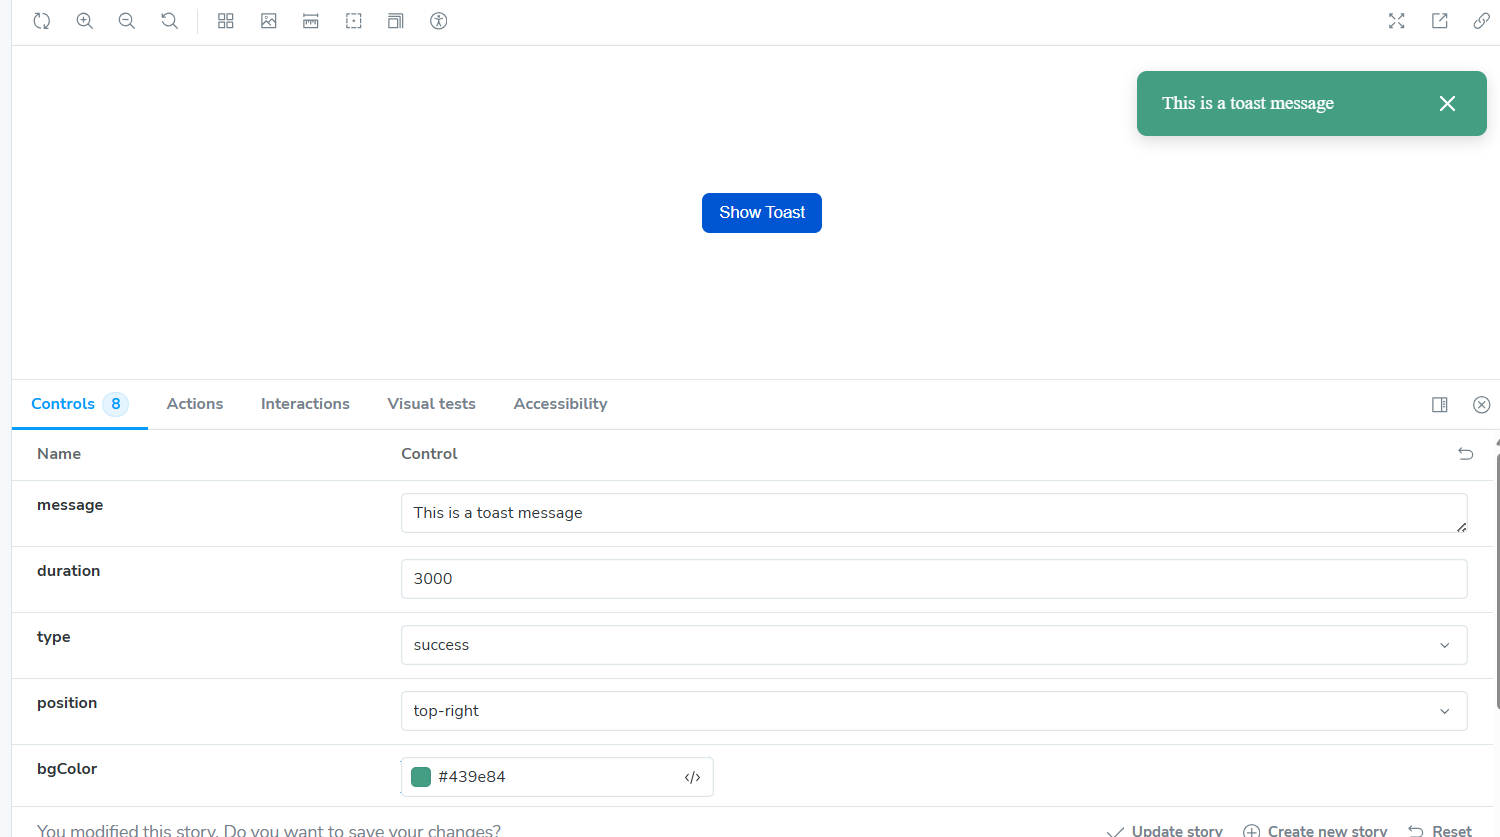 This is a toast message
Show Toast
Controls 8 Actions Interactions Visual tests Accessibility
Name Control
message This is a toast message
duration 3000
type success
position top-right
bgColor #439e84
You modified this story. Do you want to save your changes? Update story Create new story Reset